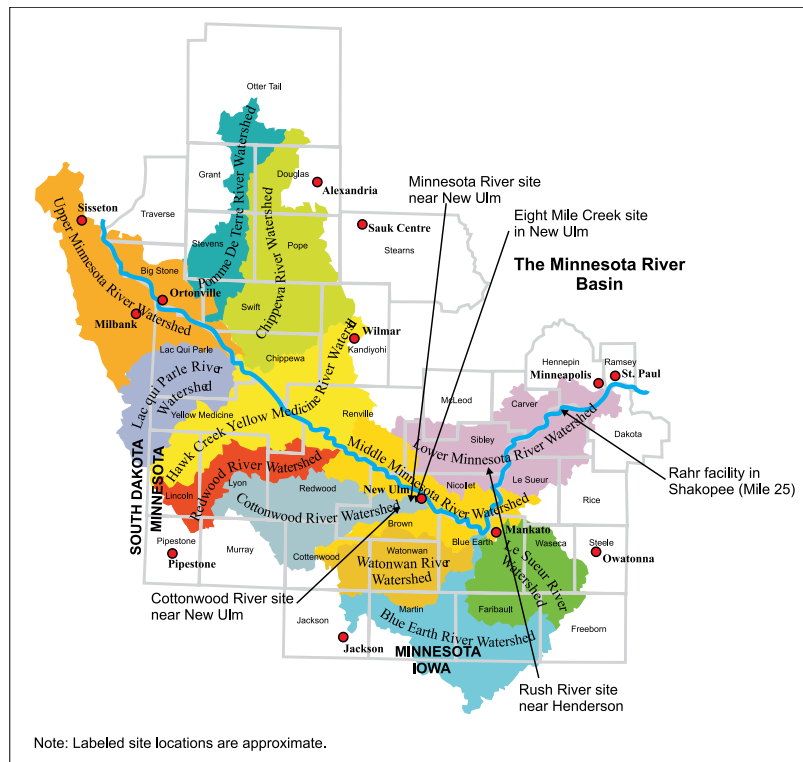 Otter Tail
Grant
Douglas
Alexandria
Minnesota River site
near New Ulm
Eight Mile Creek site
in New Ulm
Sisseton
Traverse
Pomme De Terre River Watershed
Chippewa River Watershed
Sauk Centre
Stearns
Stevens
Pope
Upper Minnesota River Watershed
Big Stone
The Minnesota River
Basin
Ortonville
Swift
Milbank
Wilmar
Kandiyohi
Lac Qui Parle
Chippewa
Hennepin
Ramsey
Minneapolis
St. Paul
Lac qui Parle River
Watershed
McLeod
Carver
Yellow Medicine
Hawk Creek Yellow Medicine River Watershed
Renville
Dakota
Sibley
Lower Minnesota River Watershed
Middle Minnesota River Watershed
Rahr facility in
Shakopee (Mile 25)
SOUTH DAKOTA
MINNESOTA
Redwood River Watershed
Lincoln
Lyon
Redwood
New Ulm
Nicolet
Le Sueur
Rice
Cottonwood River Watershed
Brown
Mankato
Pipestone
Murray
Cottonwood
Watonwan
Blue Earth
Waseca
Steele
Owatonna
Pipestone
Watonwan River
Watershed
Le Sueur River
Watershed
Cottonwood River site
near New Ulm
Jackson
Martin
Faribault
Freeborn
Blue Earth River Watershed
Jackson
MINNESOTA
IOWA
Rush River site
near Henderson
Note: Labeled site locations are approximate.